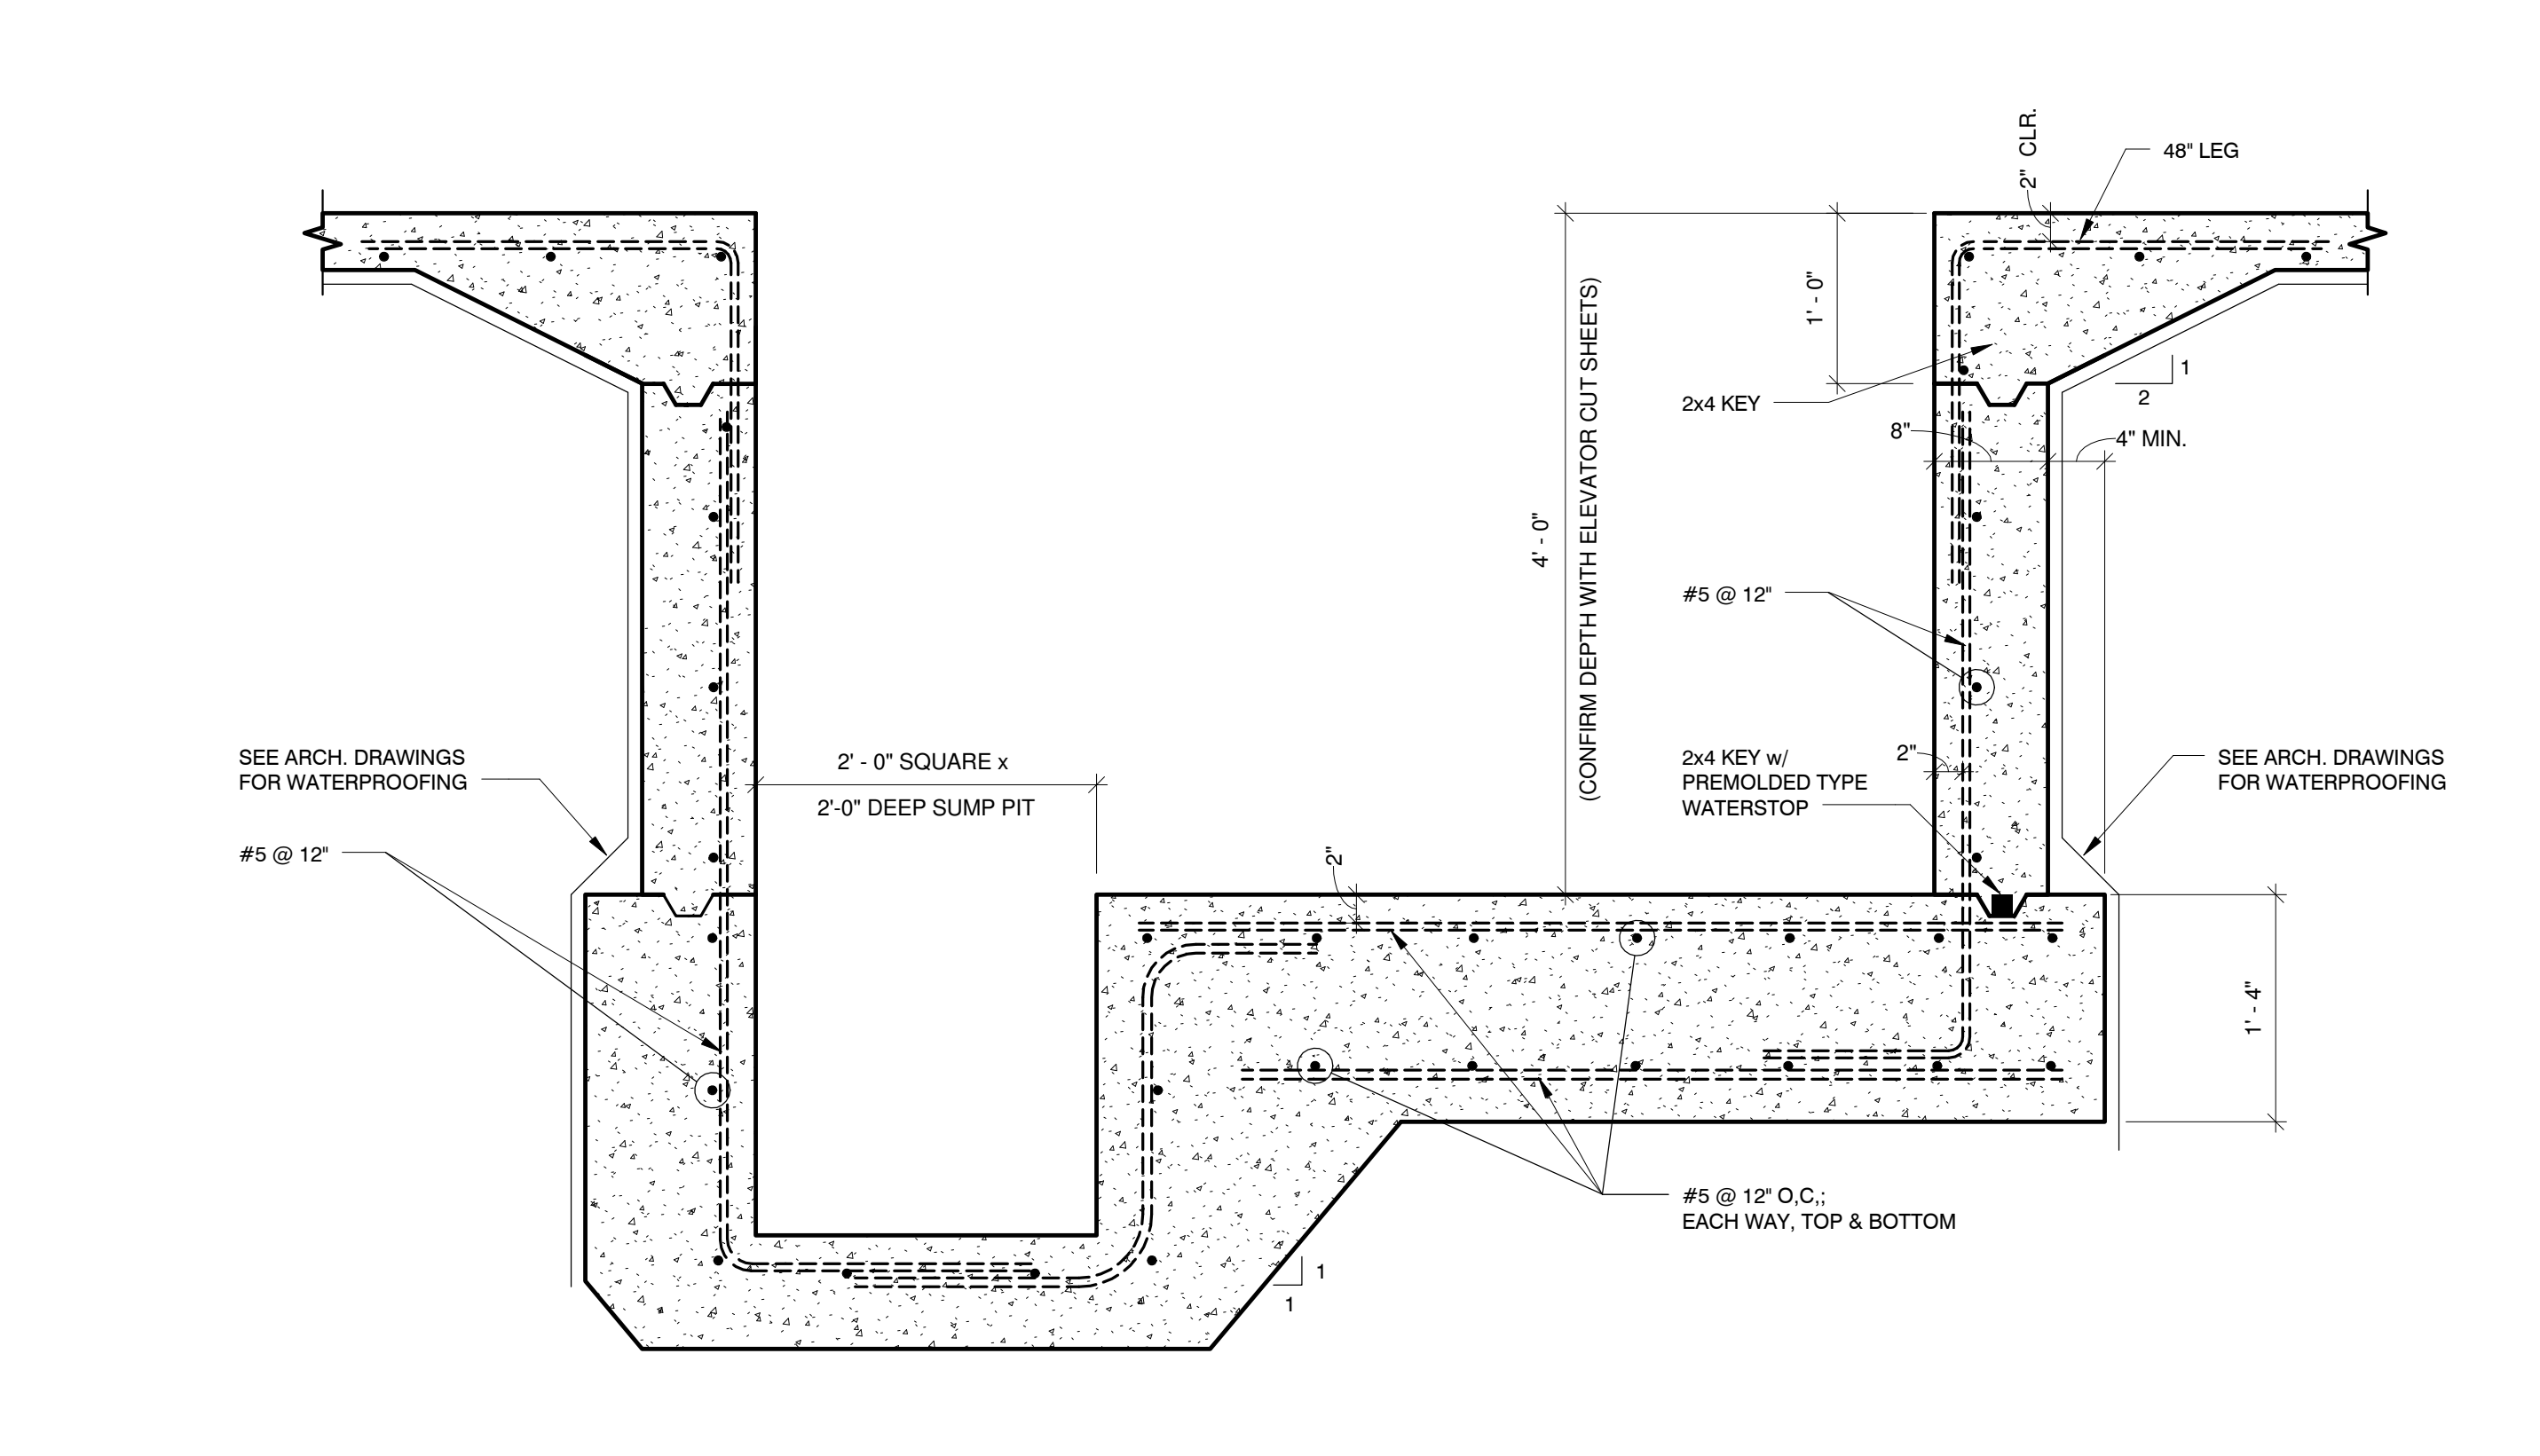 2" CLR.
48" LEG
1' - 0"
(CONFIRM DEPTH WITH ELEVATOR CUT SHEETS)
4' - 0"
1
2
2x4 KEY
8"
4" MIN.
#5 @ 12"
SEE ARCH. DRAWINGS
FOR WATERPROOFING
2' - 0" SQUARE x
2'-0" DEEP SUMP PIT
2x4 KEY w/
PREMOLDED TYPE
WATERSTOP
2"
SEE ARCH. DRAWINGS
FOR WATERPROOFING
#5 @ 12"
2"
1' - 4"
#5 @ 12" O,C,;
EACH WAY, TOP & BOTTOM
1
1